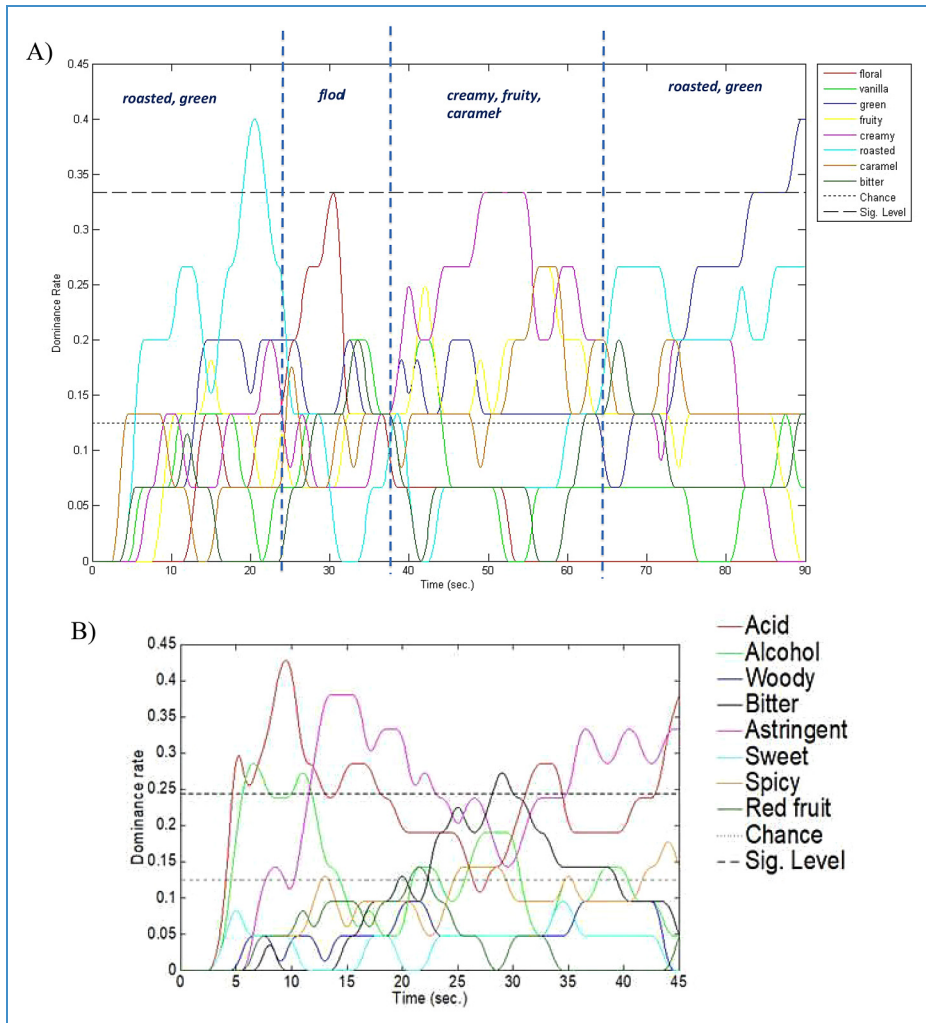 A)
0.45
0.4
0.35
0.3
0.25
0.2
0.15
0.1
0.05
0
Dominance Rate
roasted, green
flod
creamy, fruity,
caramel
roasted, green
0 10 20 30 40 50 60 70 80 90
Time (sec.)
floral
vanilla
green
fruity
creamy
roasted
caramel
bitter
Chance
Sig. Level
B)
0.45
0.4
0.35
0.3
0.25
0.2
0.15
0.1
0.05
0
Dominance rate
0 5 10 15 20 25 30 35 40 45
Time (sec.)
Acid
Alcohol
Woody
Bitter
Astringent
Sweet
Spicy
Red fruit
Chance
Sig. Level